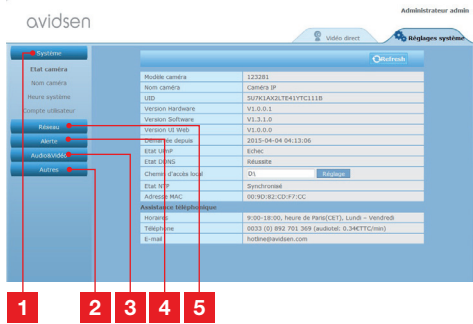 Administrateur admin
avidsen
Vidéo direct
Réglages système
Système
Refresh
Etat caméra
Nom caméra
Heure système
Compte utilisateur
Réseau
Alerte
Audio&vidéo
Autres
Modèle caméra 123281
Nom caméra Caméra IP
UID 5U7K1AX2LTE41YTC111B
Version Hardware V1.0.0.1
Version Software V1.3.1.0
Version UI Web V1.0.0.0
Démarrée depuis 2015-04-04 04:13:06
Etat UPnP Echec
Etat DDNS Réussite
Chemin d'accès local D:\ Réglage
Etat NTP Synchronisé
Adresse MAC 00:9D:82:CD:F7:CC
Assistance téléphonique
Horaires 9:00-18:00, heure de Paris(CET), Lundi – Vendredi
Téléphone 0033 (0) 892 701 369 (audiotel: 0.34€TTC/min)
E-mail hotline@avidsen.com
1 2 3 4 5